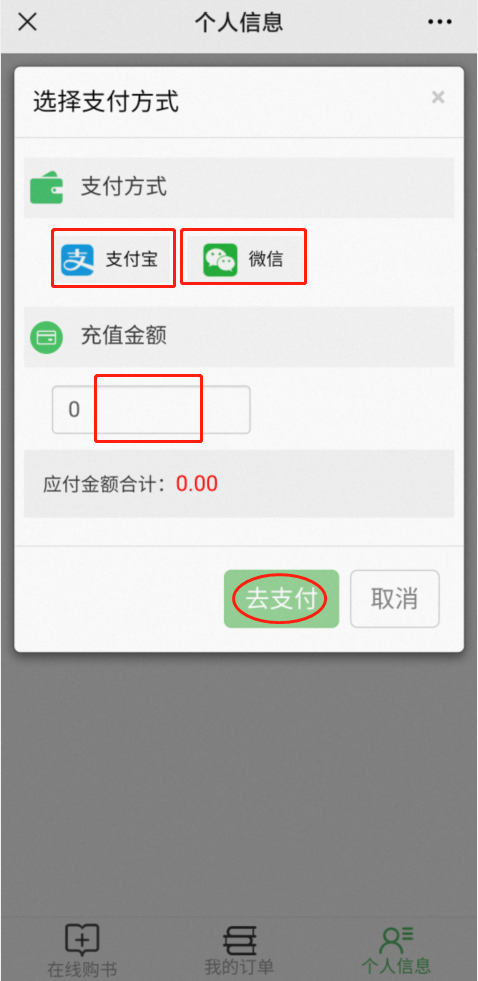 个人信息
选择支付方式
支付方式
支付宝 微信
充值金额
0
应付金额合计：0.00
去支付 取消
在线购书 我的订单 个人信息